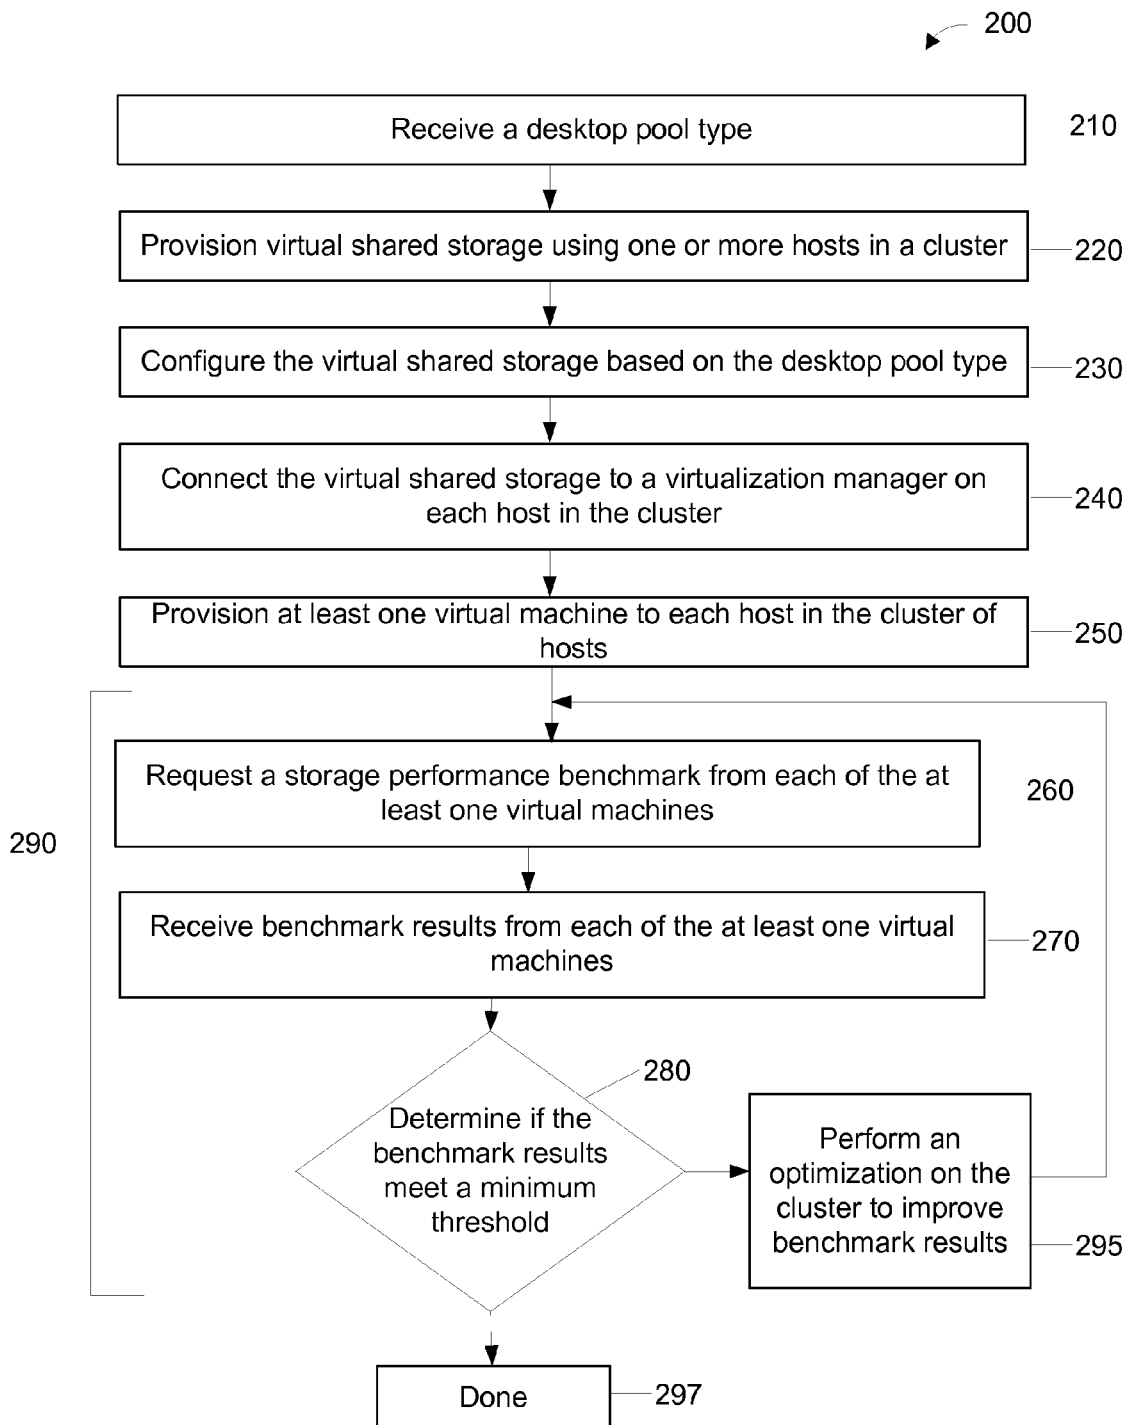 200
Receive a desktop pool type
210
Provision virtual shared storage using one or more hosts in a cluster
220
Configure the virtual shared storage based on the desktop pool type
230
Connect the virtual shared storage to a virtualization manager on
each host in the cluster
240
Provision at least one virtual machine to each host in the cluster of
hosts
250
Request a storage performance benchmark from each of the at
least one virtual machines
260
290
Receive benchmark results from each of the at least one virtual
machines
270
280
Determine if the
benchmark results
meet a minimum
threshold
Perform an
optimization on the
cluster to improve
benchmark results
295
Done
297